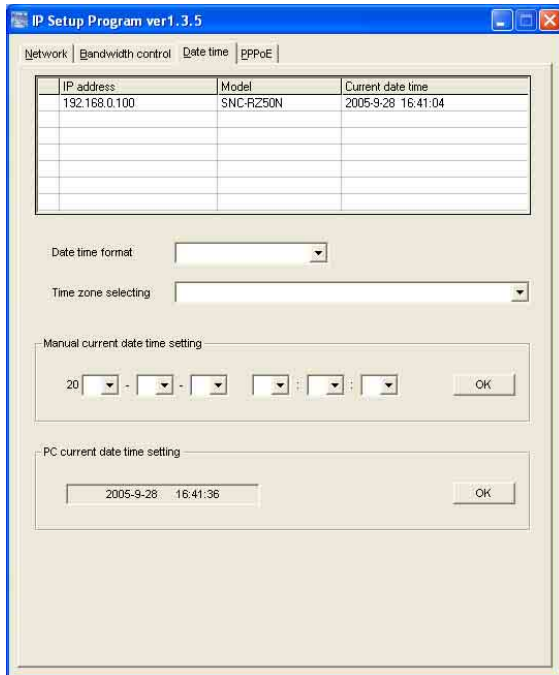 IP Setup Program ver1.3.5
Network Bandwidth control Date time PPPoE
IP address Model Current date time
192.168.0.100 SNC-RZ50N 2005-9-28 16:41:04
Date time format
Time zone selecting
Manual current date time setting
20 - - : : OK
PC current date time setting
2005-9-28 16:41:36 OK